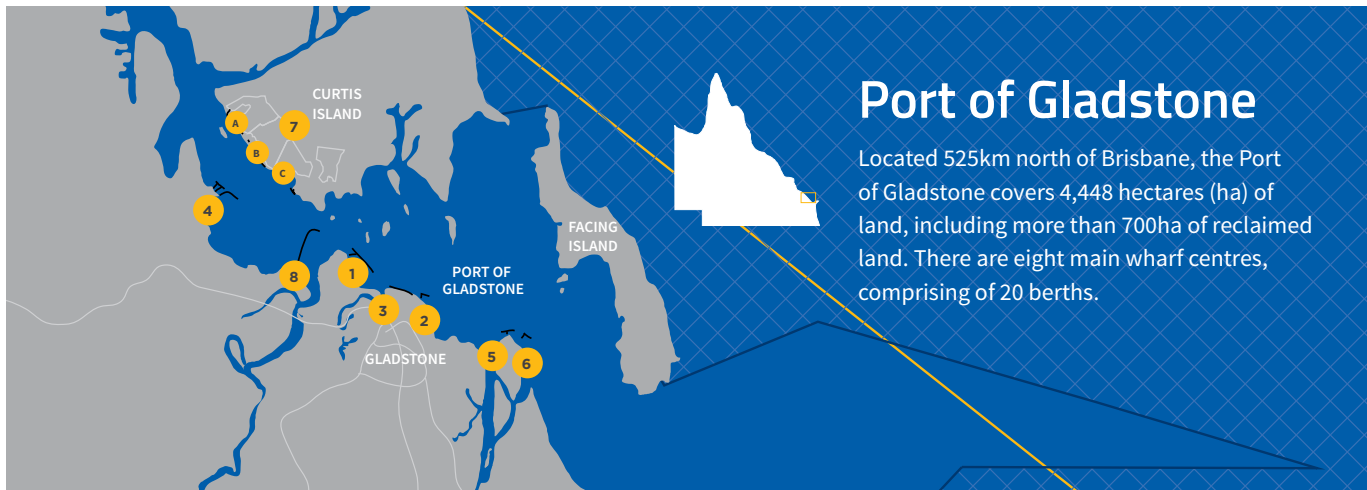 Port of Gladstone
Located 525km north of Brisbane, the Port
of Gladstone covers 4,448 hectares (ha) of
land, including more than 700ha of reclaimed
land. There are eight main wharf centres,
comprising of 20 berths.
CURTIS
ISLAND
A
7
B
C
4
FACING
ISLAND
8
1
PORT OF
GLADSTONE
3
2
GLADSTONE
5
6